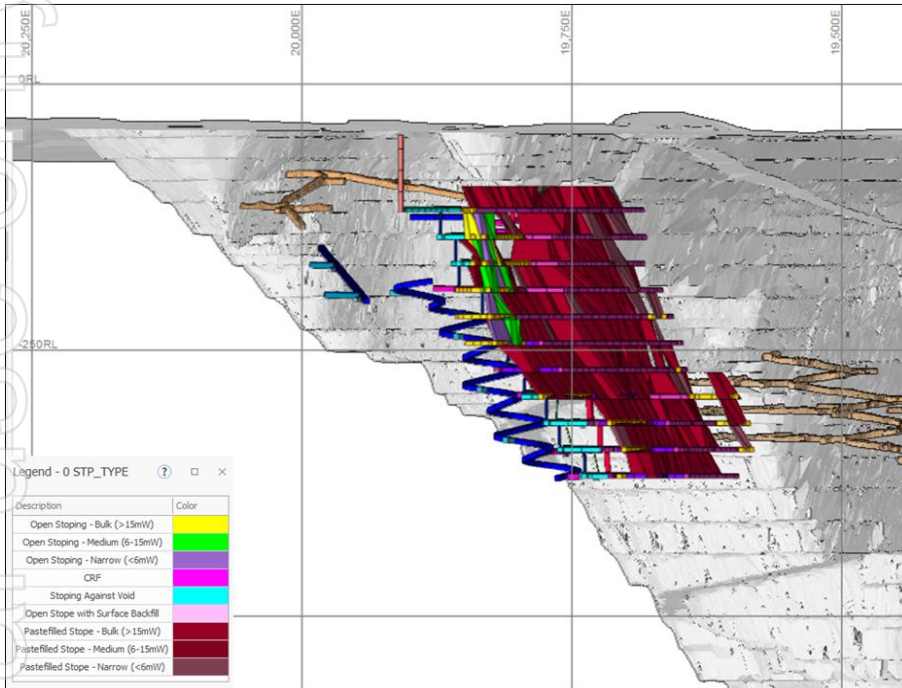 20,250E
20,000E
19,750E
19,500E
0RL
-250RL
Legend - 0 STP_TYPE
Description Color
Open Stoping - Bulk (>15mW)
Open Stoping - Medium (6-15mW)
Open Stoping - Narrow (<6mW)
CRF
Stoping Against Void
Open Stope with Surface Backfill
Pastefilled Stope - Bulk (>15mW)
Pastefilled Stope - Medium (6-15mW)
Pastefilled Stope - Narrow (<6mW)